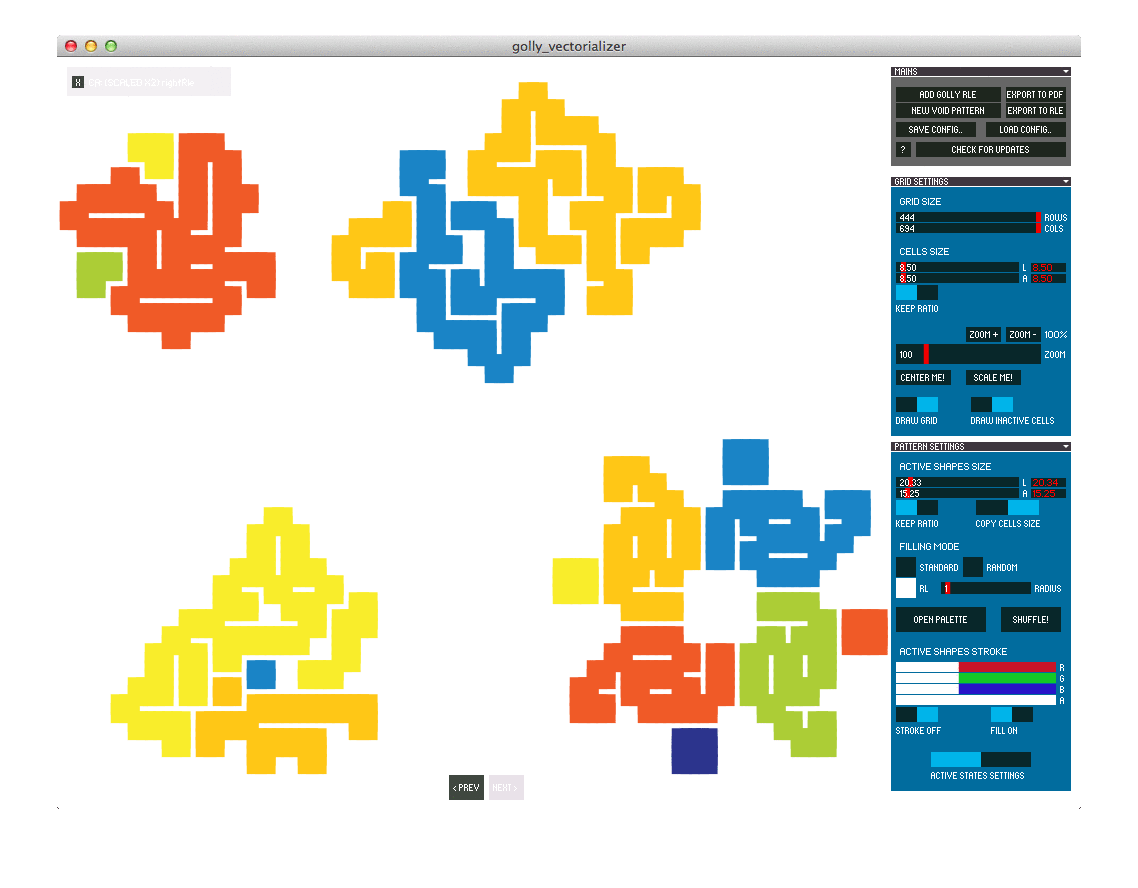 golly_vectorializer
X
MAINS
ADD GOLLY RLE
EXPORT TO PDF
NEW VOID PATTERN
EXPORT TO RLE
SAVE CONFIG..
LOAD CONFIG..
?
CHECK FOR UPDATES
GRID SETTINGS
GRID SIZE
444 ROWS
694 COLS
CELLS SIZE
8.50 L 8.50
8.50 A 8.50
KEEP RATIO
ZOOM + ZOOM - 100%
100 ZOOM
CENTER ME! SCALE ME!
DRAW GRID DRAW INACTIVE CELLS
PATTERN SETTINGS
ACTIVE SHAPES SIZE
20.33 L 20.34
15.25 A 15.25
KEEP RATIO COPY CELLS SIZE
FILLING MODE
STANDARD RANDOM
RL 1 RADIUS
OPEN PALETTE SHUFFLE!
ACTIVE SHAPES STROKE
R
G
B
A
STROKE OFF FILL ON
ACTIVE STATES SETTINGS
< PREV NEXT >